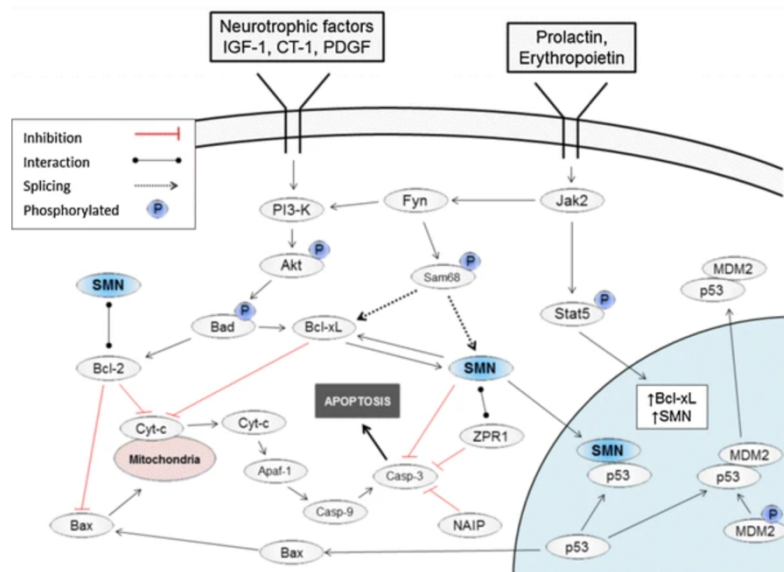 Neurotrophic factors
IGF-1, CT-1, PDGF
Prolactin,
Erythropoietin
Inhibition
Interaction
Splicing
Phosphorylated P
PI3-K
Fyn
Jak2
P
Akt
P
Sam68
MDM2
p53
SMN
P
Bad
Bcl-xL
P
Stat5
Bcl-2
SMN
↑Bcl-xL
↑SMN
APOPTOSIS
Cyt-c
Cyt-c
ZPR1
Mitochondria
Apaf-1
Casp-3
SMN
p53
MDM2
p53
Casp-9
NAIP
Bax
P
MDM2
Bax
p53